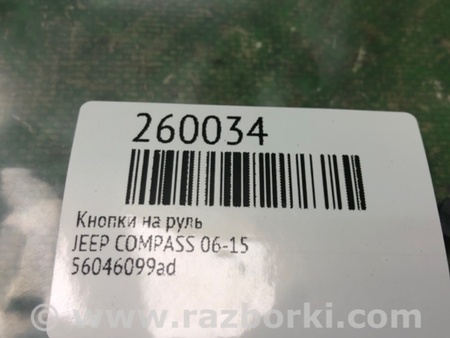 260034
Кнопки на руль
JEEP COMPASS 06-15
56046099ad
www.razborki.com